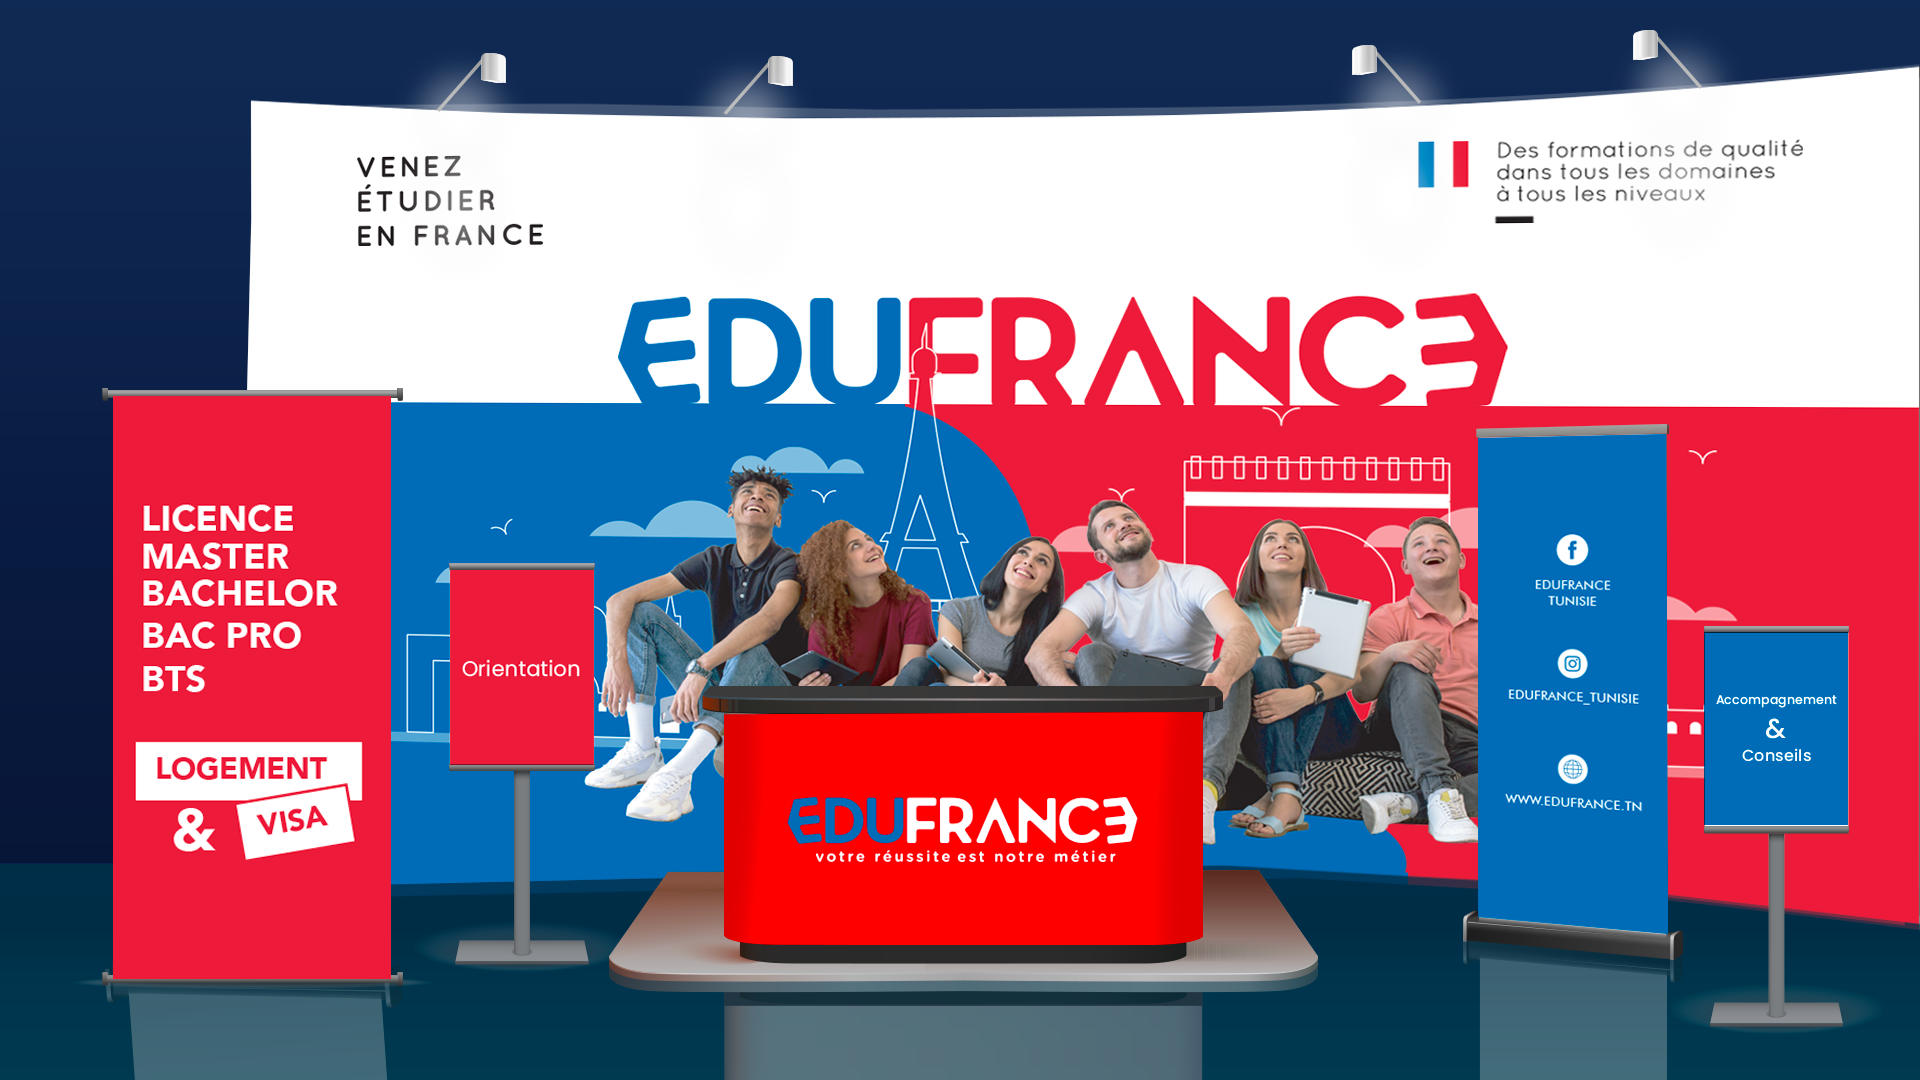 VENEZ
ÉTUDIER
EN FRANCE
Des formations de qualité
dans tous les domaines
à tous les niveaux
EDUFRANCE
LICENCE
MASTER
BACHELOR
BAC PRO
BTS
LOGEMENT
&
VISA
Orientation
EDUFRANCE
votre réussite est notre métier
EDUFRANCE
TUNISIE
EDUFRANCE_TUNISIE
WWW.EDUFRANCE.TN
Accompagnement
&
Conseils